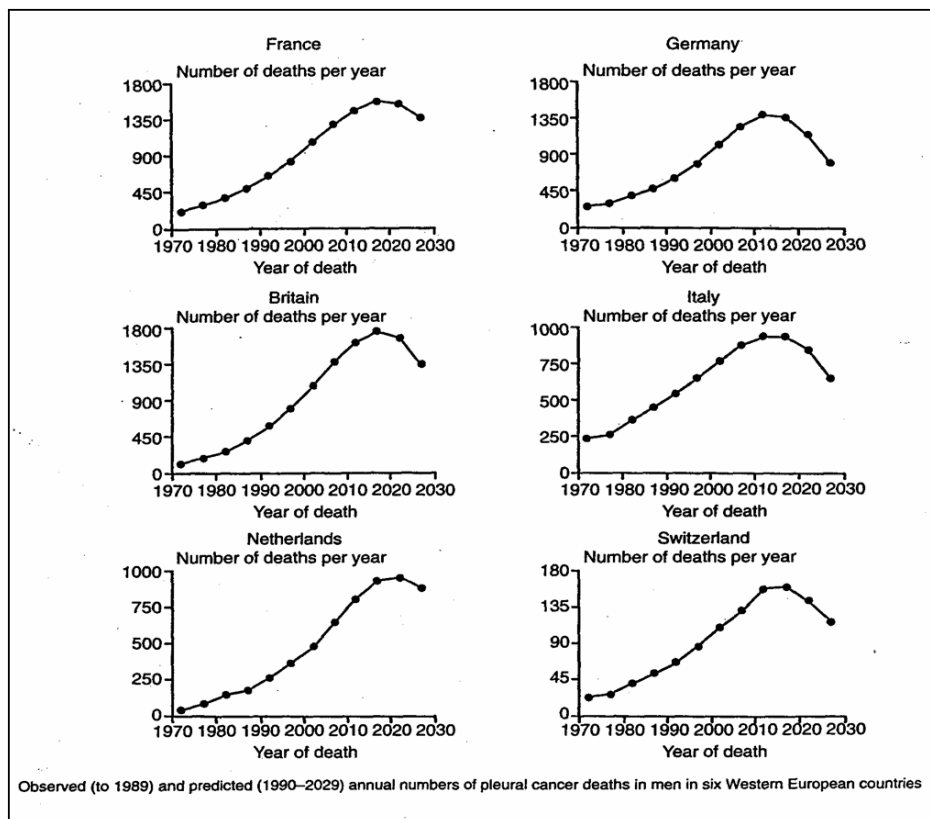 France
Number of deaths per year
1800
1350
900
450
0
1970 1980 1990 2000 2010 2020 2030
Year of death
Germany
Number of deaths per year
1800
1350
900
450
0
1970 1980 1990 2000 2010 2020 2030
Year of death
Britain
Number of deaths per year
1800
1350
900
450
0
1970 1980 1990 2000 2010 2020 2030
Year of death
Italy
Number of deaths per year
1000
750
500
250
0
1970 1980 1990 2000 2010 2020 2030
Year of death
Netherlands
Number of deaths per year
1000
750
500
250
0
1970 1980 1990 2000 2010 2020 2030
Year of death
Switzerland
Number of deaths per year
180
135
90
45
0
1970 1980 1990 2000 2010 2020 2030
Year of death
Observed (to 1989) and predicted (1990–2029) annual numbers of pleural cancer deaths in men in six Western European countries